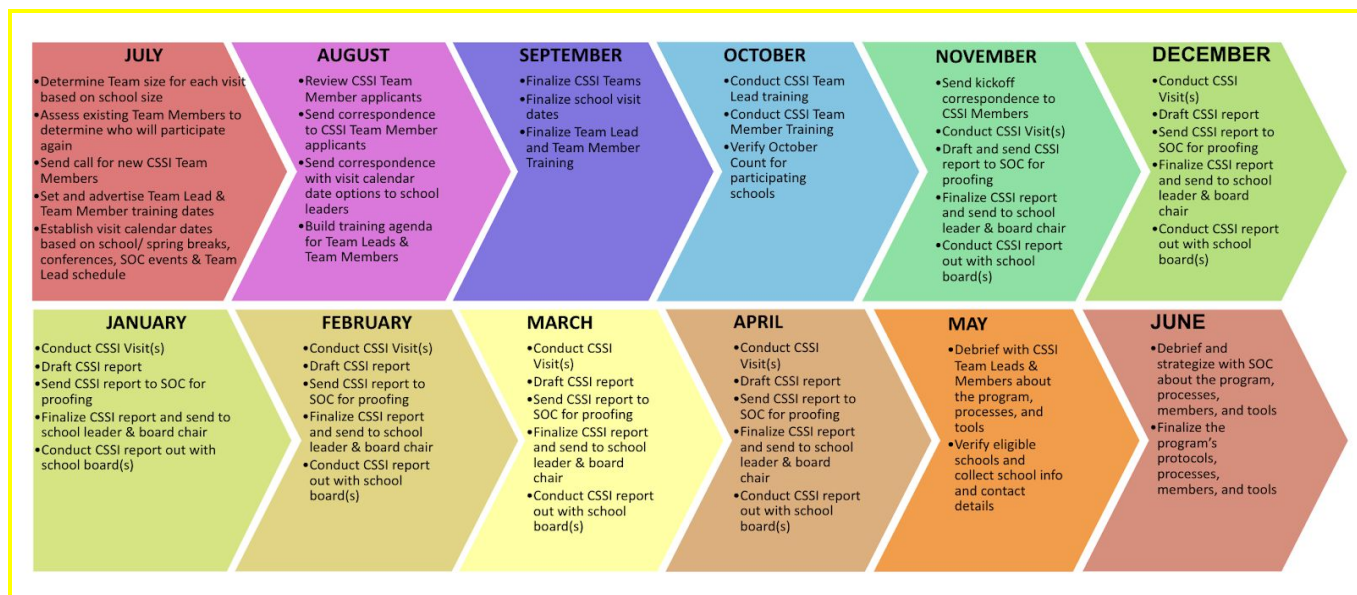 JULY
•Determine Team size for each visit
based on school size
•Assess existing Team Members to
determine who will participate
again
•Send call for new CSSI Team
Members
•Set and advertise Team Lead &
Team Member training dates
•Establish visit calendar dates
based on school/ spring breaks,
conferences, SOC events & Team
Lead schedule
AUGUST
•Review CSSI Team
Member applicants
•Send correspondence
to CSSI Team Member
applicants
•Send correspondence
with visit calendar
date options to school
leaders
•Build training agenda
for Team Leads &
Team Members
SEPTEMBER
•Finalize CSSI Teams
•Finalize school visit
dates
•Finalize Team Lead
and Team Member
Training
OCTOBER
•Conduct CSSI Team
Lead training
•Conduct CSSI Team
Member Training
•Verify October
Count for
participating
schools
NOVEMBER
•Send kickoff
correspondence to
CSSI Members
•Conduct CSSI Visit(s)
•Draft and send CSSI
report to SOC for
proofing
•Finalize CSSI report
and send to school
leader & board chair
•Conduct CSSI report
out with school
board(s)
DECEMBER
•Conduct CSSI
Visit(s)
•Draft CSSI report
•Send CSSI report to
SOC for proofing
•Finalize CSSI report
and send to school
leader & board
chair
•Conduct CSSI report
out with school
board(s)
JANUARY
•Conduct CSSI Visit(s)
•Draft CSSI report
•Send CSSI report to SOC for
proofing
•Finalize CSSI report and send to
school leader & board chair
•Conduct CSSI report out with
school board(s)
FEBRUARY
•Conduct CSSI Visit(s)
•Draft CSSI report
•Send CSSI report to
SOC for proofing
•Finalize CSSI report
and send to school
leader & board chair
•Conduct CSSI report
out with school
board(s)
MARCH
•Conduct CSSI
Visit(s)
•Draft CSSI report
•Send CSSI report to
SOC for proofing
•Finalize CSSI report
and send to school
leader & board
chair
•Conduct CSSI report
out with school
board(s)
APRIL
•Conduct CSSI
Visit(s)
•Draft CSSI report
•Send CSSI report to
SOC for proofing
•Finalize CSSI report
and send to school
leader & board
chair
•Conduct CSSI report
out with school
board(s)
MAY
•Debrief with CSSI
Team Leads &
Members about
the program,
processes, and
tools
•Verify eligible
schools and
collect school info
and contact
details
JUNE
•Debrief and
strategize with SOC
about the program,
processes,
members, and tools
•Finalize the
program's
protocols,
processes,
members, and tools